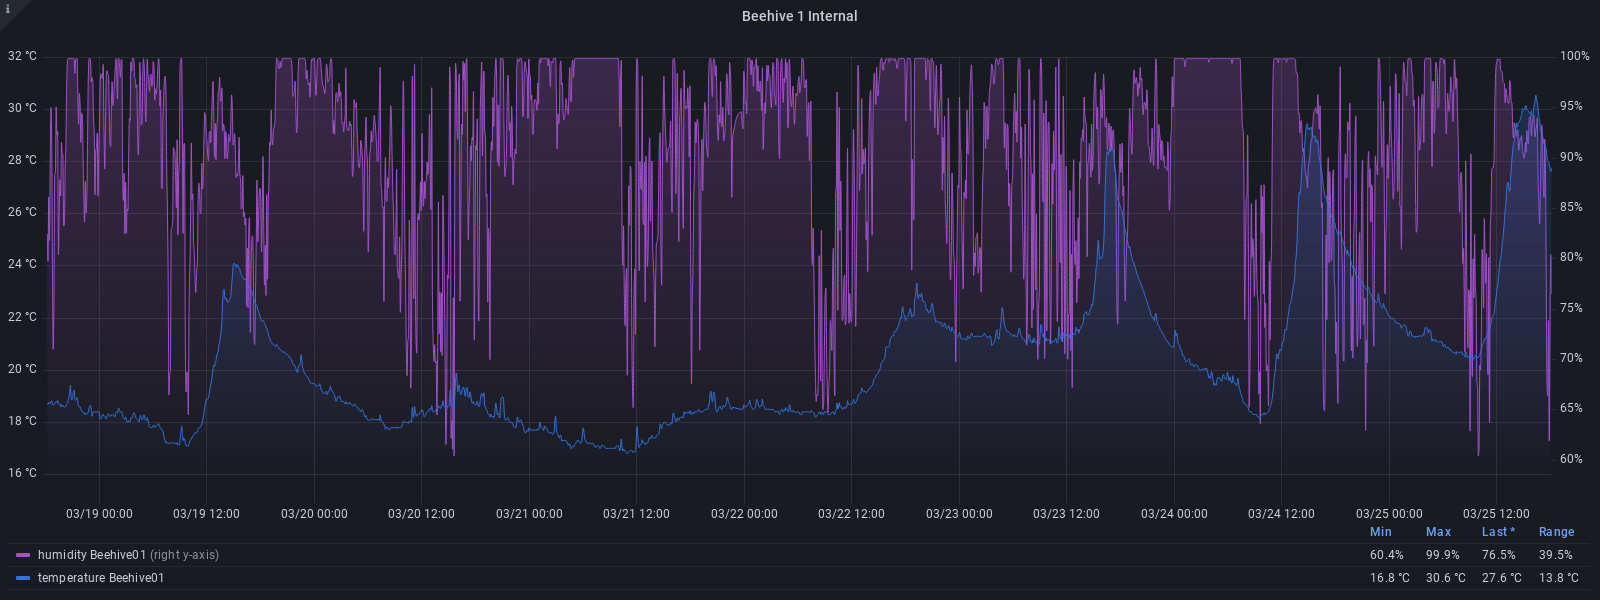 i
Beehive 1 Internal
32 °C 100%
30 °C 95%
28 °C 90%
26 °C 85%
24 °C 80%
22 °C 75%
20 °C 70%
18 °C 65%
16 °C 60%
03/19 00:00 03/19 12:00 03/20 00:00 03/20 12:00 03/21 00:00 03/21 12:00 03/22 00:00 03/22 12:00 03/23 00:00 03/23 12:00 03/24 00:00 03/24 12:00 03/25 00:00 03/25 12:00
Min Max Last * Range
humidity Beehive01 (right y-axis) 60.4% 99.9% 76.5% 39.5%
temperature Beehive01 16.8 °C 30.6 °C 27.6 °C 13.8 °C